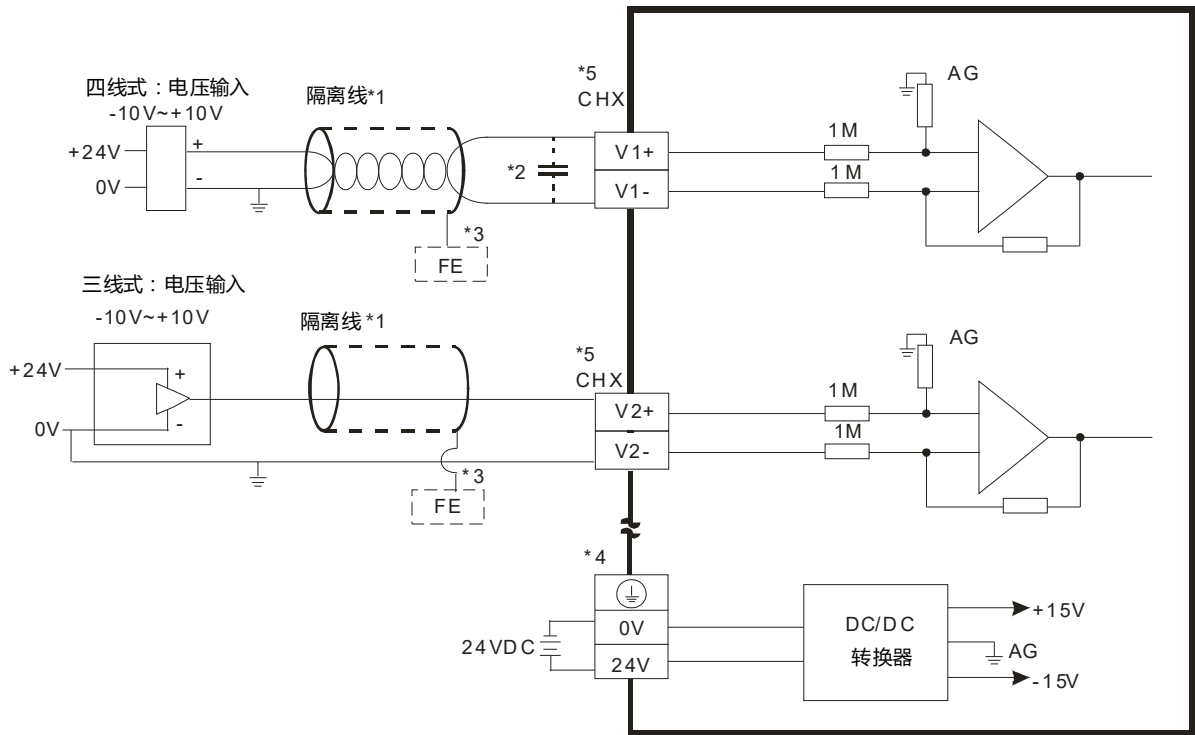 四线式：电压输入
-10V~+10V
+24V
0V
+
-
隔离线*1
*2
*3
FE
*5
CHX
V1+
V1-
1M
1M
AG
三线式：电压输入
-10V~+10V
+24V
0V
+
-
隔离线*1
*3
FE
*5
CHX
V2+
V2-
1M
1M
AG
*4
24VDC
0V
24V
DC/DC
转换器
+15V
AG
-15V